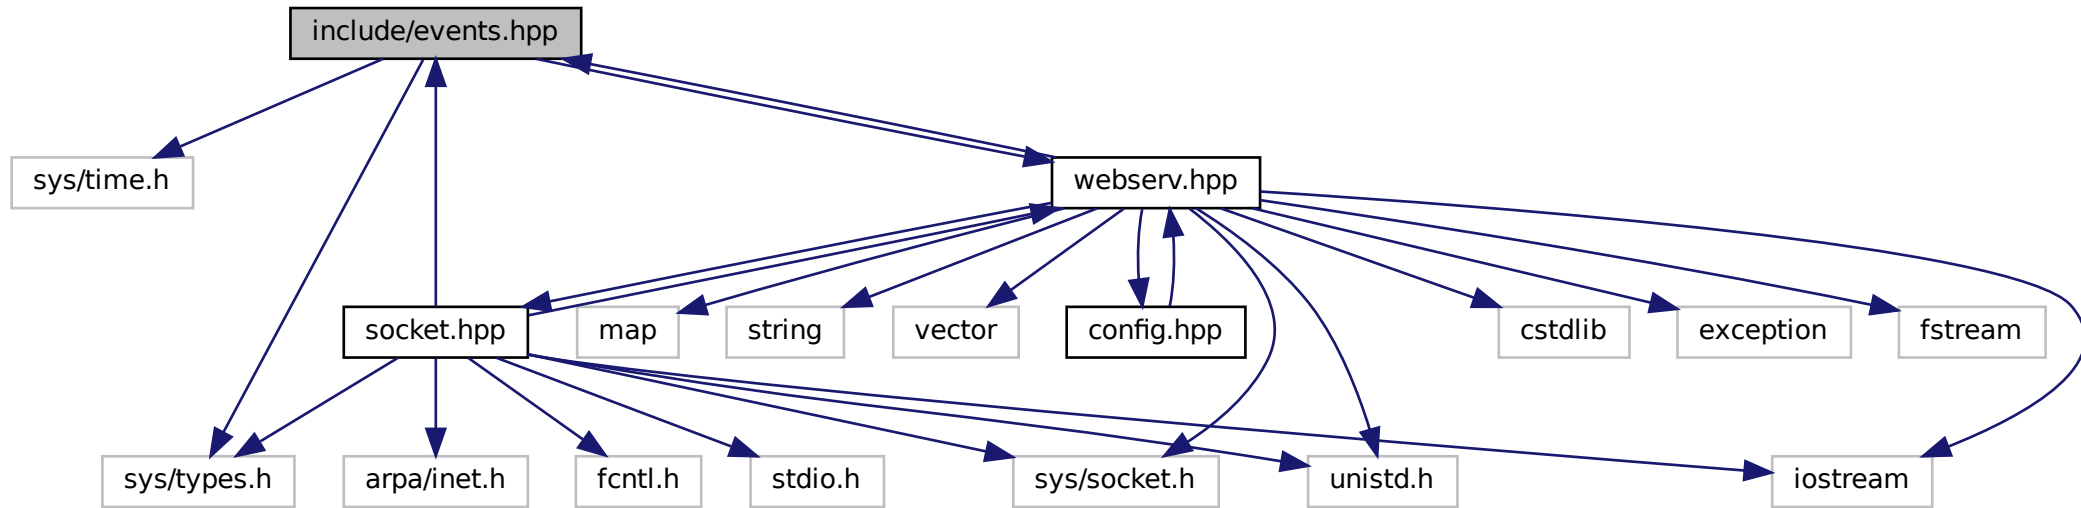 include/events.hpp
sys/time.h
webserv.hpp
socket.hpp
map
string
vector
config.hpp
cstdlib
exception
fstream
sys/types.h
arpa/inet.h
fcntl.h
stdio.h
sys/socket.h
unistd.h
iostream